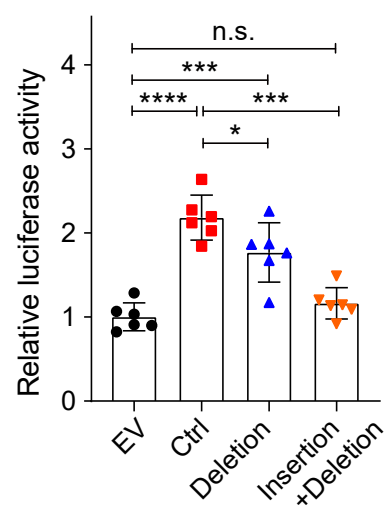 n.s.
***
**** ***
*
Relative luciferase activity
4
3
2
1
0
EV
Ctrl
Deletion
Insertion
+Deletion